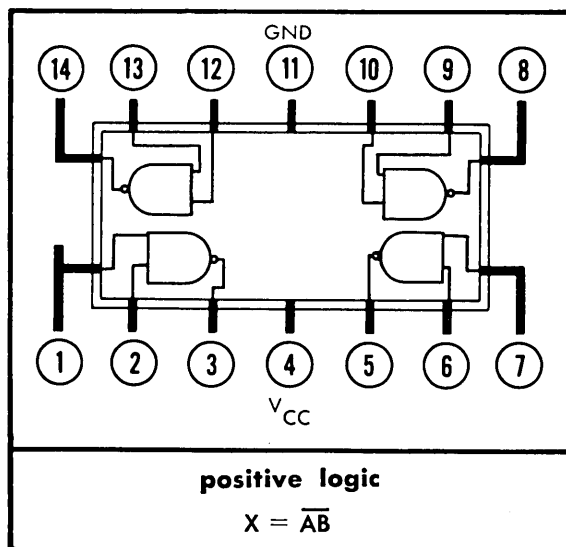 GND
14 13 12 11 10 9 8
1 2 3 4 5 6 7
VCC
positive logic
X = \overline{AB}